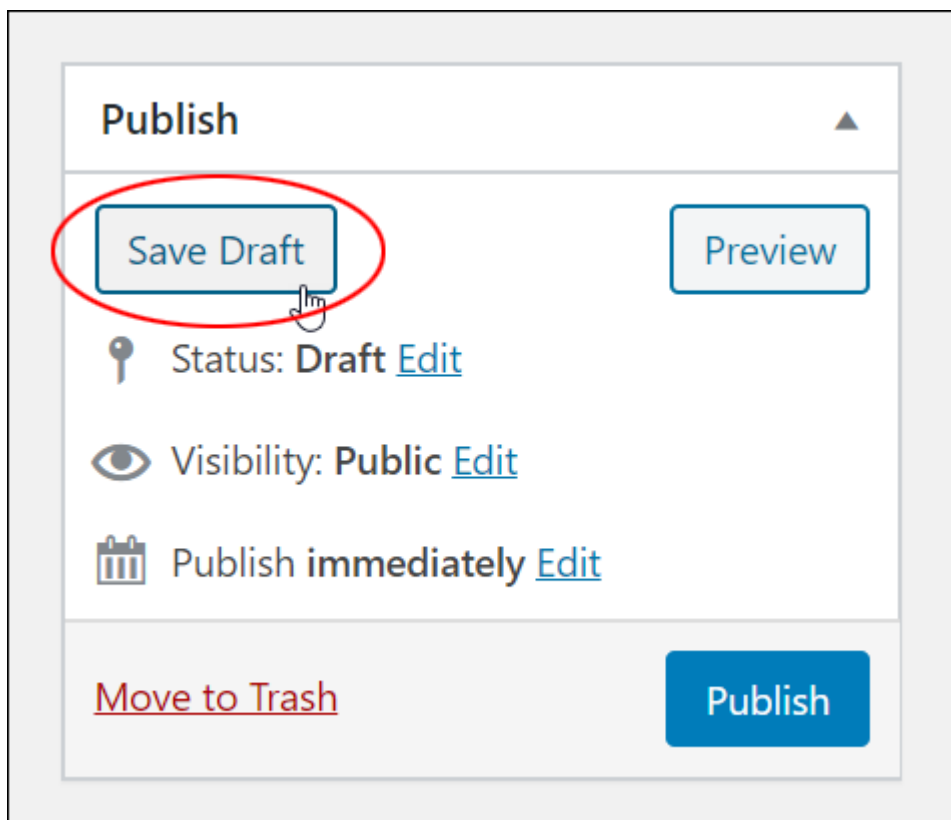 Publish
Save Draft
Preview
Status: Draft Edit
Visibility: Public Edit
Publish immediately Edit
Move to Trash
Publish